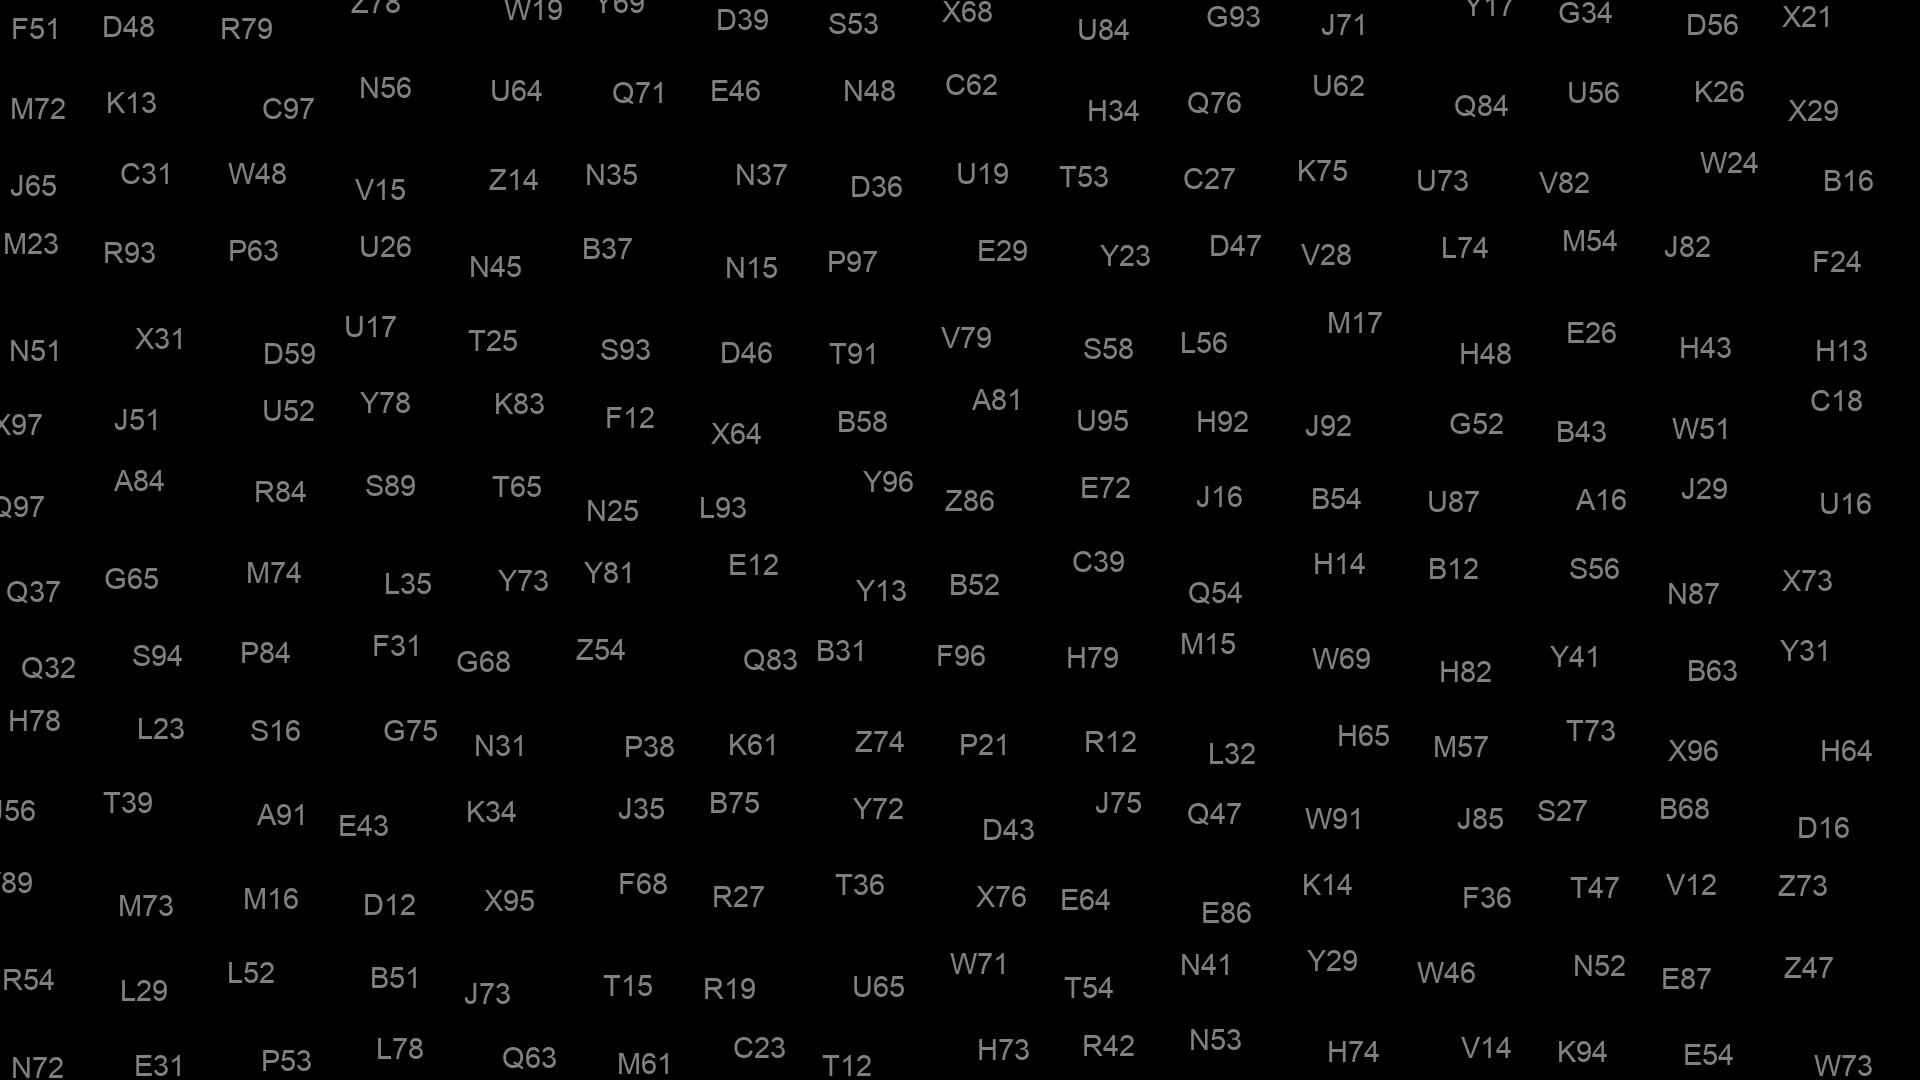 F51 D48 R79 Z78 W19 Y69 D39 S53 X68 U84 G93 J71 Y17 G34 D56 X21
M72 K13 C97 N56 U64 Q71 E46 N48 C62 H34 Q76 U62 Q84 U56 K26 X29
J65 C31 W48 V15 Z14 N35 N37 D36 U19 T53 C27 K75 U73 V82 W24 B16
M23 R93 P63 U26 N45 B37 N15 P97 E29 Y23 D47 V28 L74 M54 J82 F24
N51 X31 D59 U17 T25 S93 D46 T91 V79 S58 L56 M17 H48 E26 H43 H13
X97 J51 U52 Y78 K83 F12 X64 B58 A81 U95 H92 J92 G52 B43 W51 C18
Q97 A84 R84 S89 T65 N25 L93 Y96 Z86 E72 J16 B54 U87 A16 J29 U16
Q37 G65 M74 L35 Y73 Y81 E12 Y13 B52 C39 Q54 H14 B12 S56 N87 X73
Q32 S94 P84 F31 G68 Z54 Q83 B31 F96 H79 M15 W69 H82 Y41 B63 Y31
H78 L23 S16 G75 N31 P38 K61 Z74 P21 R12 L32 H65 M57 T73 X96 H64
T39 A91 E43 K34 J35 B75 Y72 D43 J75 Q47 W91 J85 S27 B68 D16
M73 M16 D12 X95 F68 R27 T36 X76 E64 E86 K14 F36 T47 V12 Z73
R54 L29 L52 B51 J73 T15 R19 U65 W71 T54 N41 Y29 W46 N52 E87 Z47
N72 E31 P53 L78 Q63 M61 C23 T12 H73 R42 N53 H74 V14 K94 E54 W73